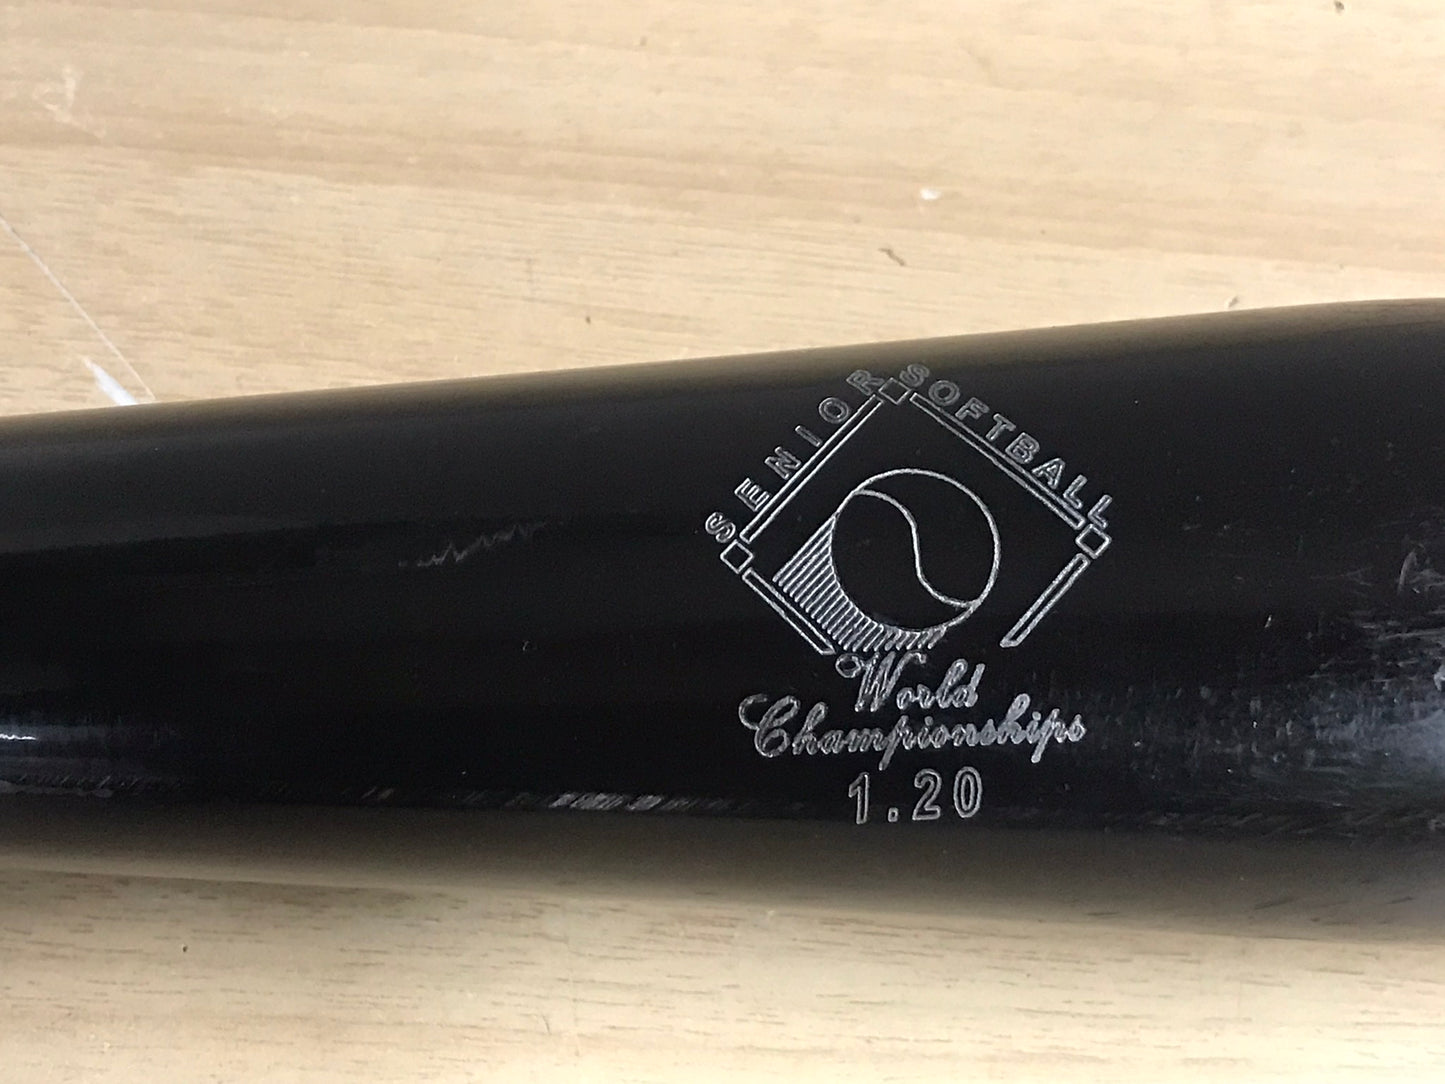 SENIOR SOFTBALL
World
Championships
1.20